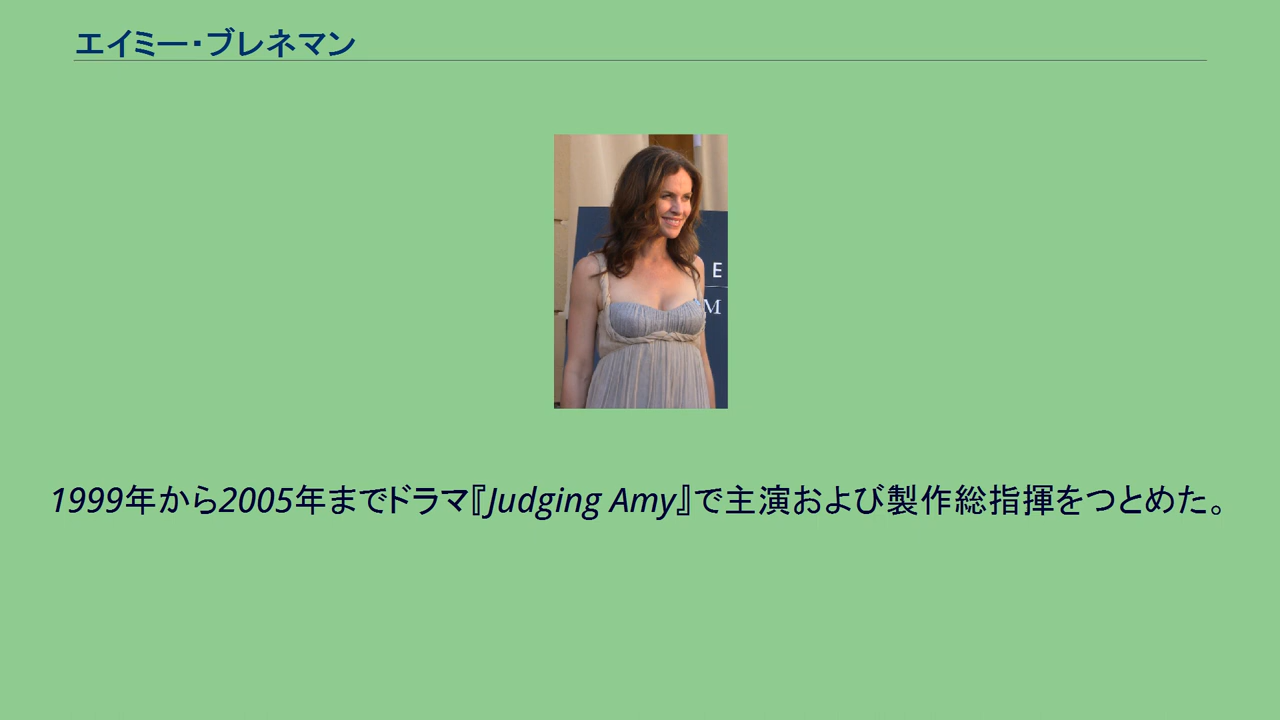 エイミー・ブレネマン
E
M
1999年から2005年までドラマ『Judging Amy』で主演および製作総指揮をつとめた。